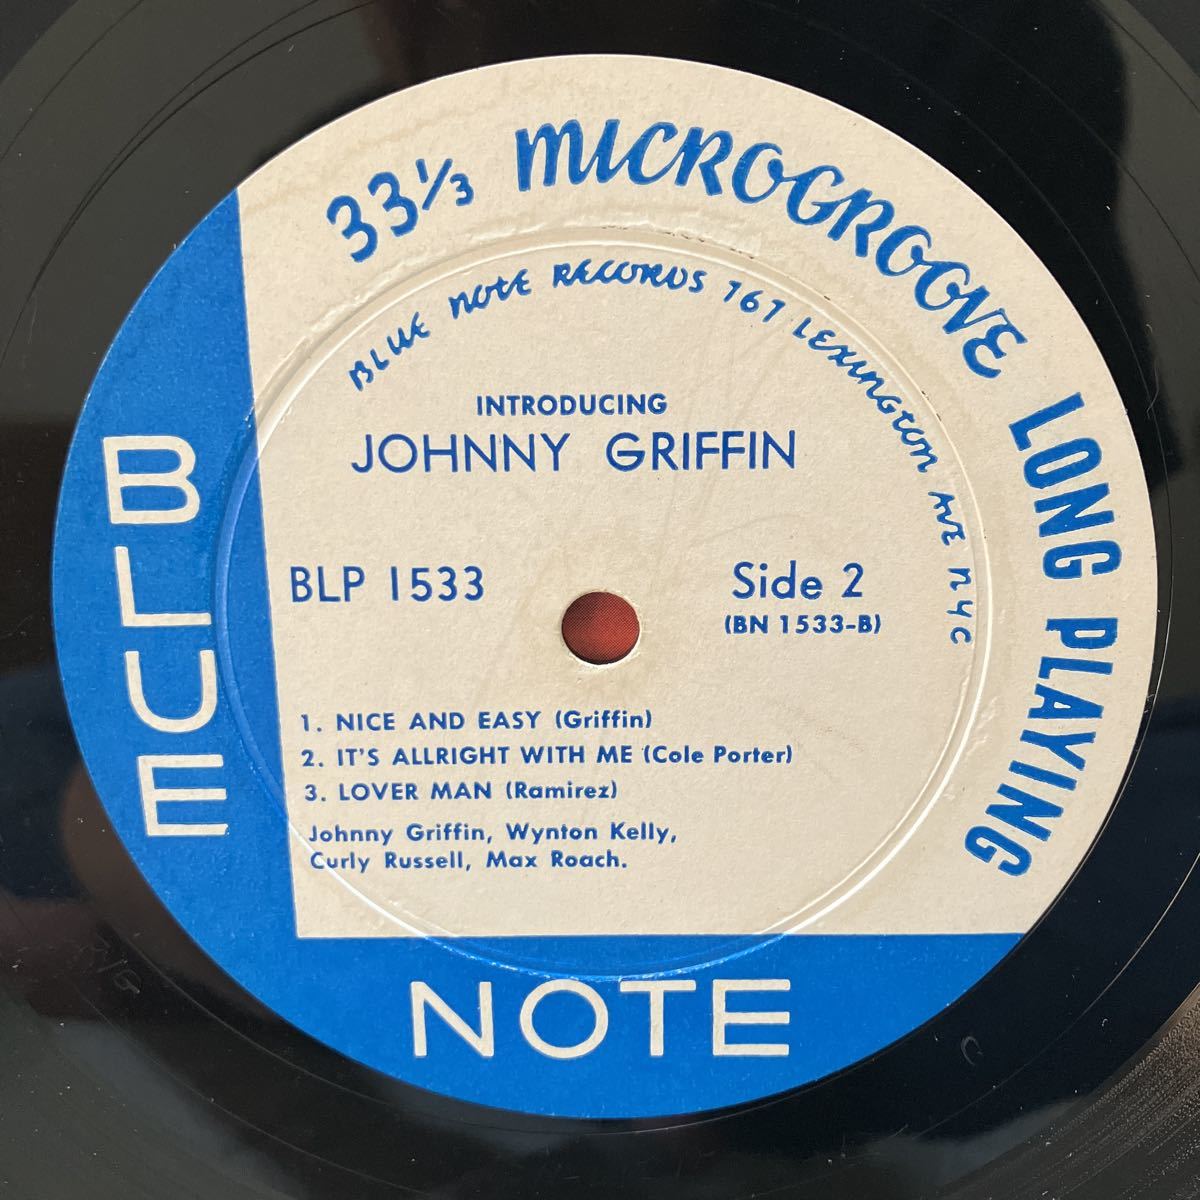 33⅓ MICROGROOVE LONG PLAYING
BLUE NOTE RECORDS 767 LEXINGTON AVE NYC
INTRODUCING
JOHNNY GRIFFIN
BLP 1533
Side 2
(BN 1533-B)
1. NICE AND EASY (Griffin)
2. IT'S ALLRIGHT WITH ME (Cole Porter)
3. LOVER MAN (Ramirez)
Johnny Griffin, Wynton Kelly,
Curly Russell, Max Roach.
BLUE
NOTE